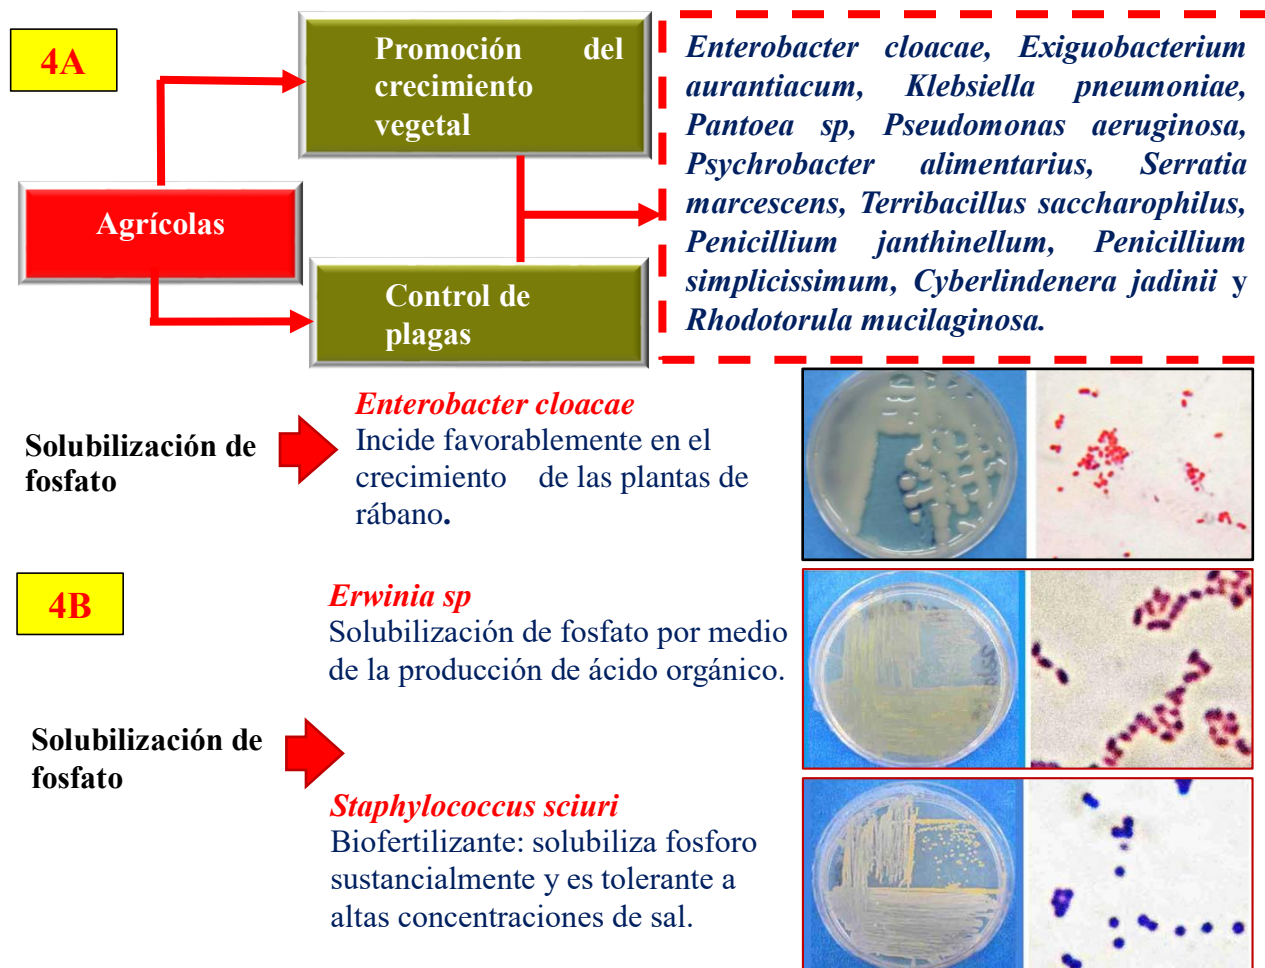 4A
Promoción del
crecimiento
vegetal
Agrícolas
Control de
plagas
Enterobacter cloacae, Exiguobacterium
aurantiacum, Klebsiella pneumoniae,
Pantoea sp, Pseudomonas aeruginosa,
Psychrobacter alimentarius, Serratia
marcescens, Terribacillus saccharophilus,
Penicillium janthinellum, Penicillium
simplicissimum, Cyberlindenera jadinii y
Rhodotorula mucilaginosa.
Solubilización de
fosfato
Enterobacter cloacae
Incide favorablemente en el
crecimiento de las plantas de
rábano.
4B
Erwinia sp
Solubilización de fosfato por medio
de la producción de ácido orgánico.
Solubilización de
fosfato
Staphylococcus sciuri
Biofertilizante: solubiliza fosforo
sustancialmente y es tolerante a
altas concentraciones de sal.